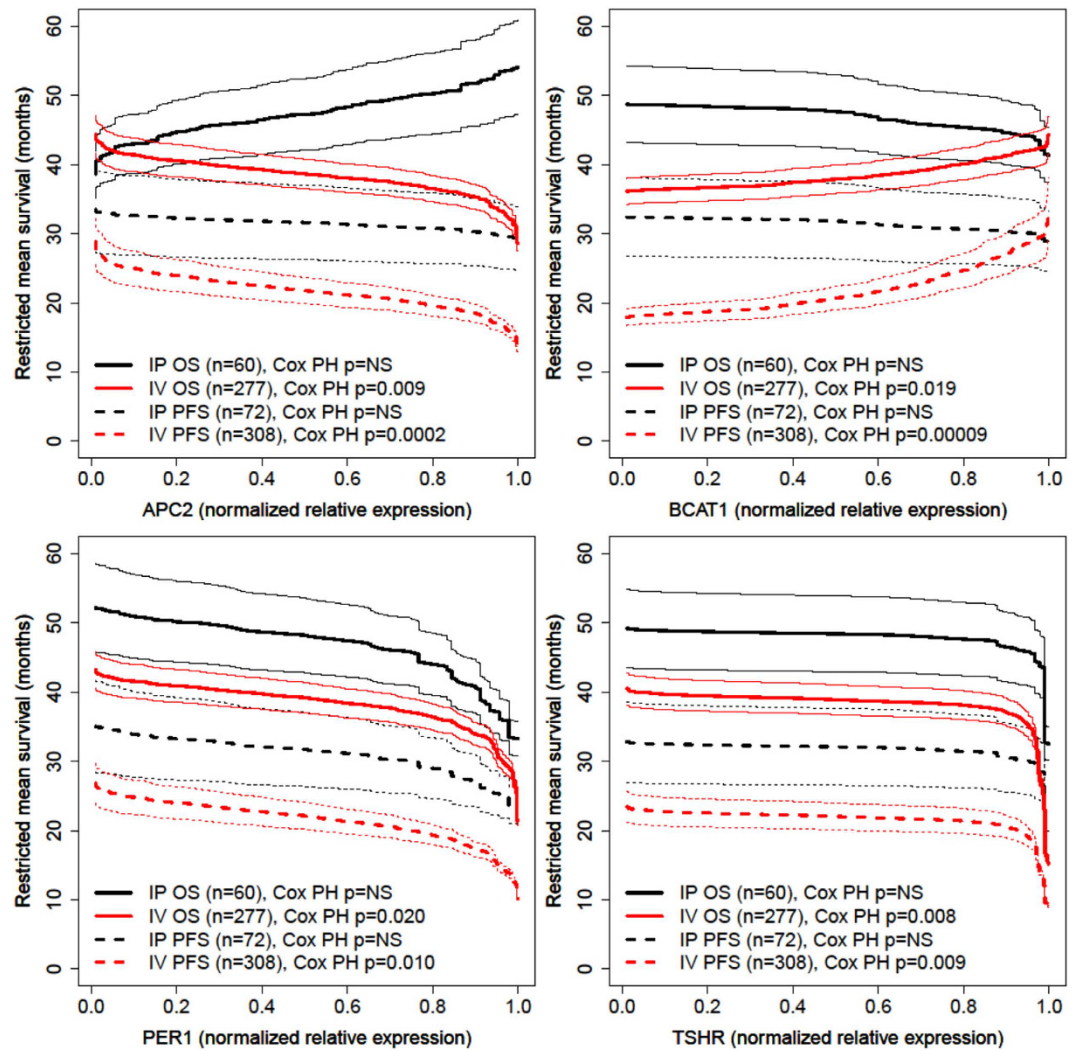 Restricted mean survival (months)
60
50
40
30
20
10
0
IP OS (n=60), Cox PH p=NS
IV OS (n=277), Cox PH p=0.009
IP PFS (n=72), Cox PH p=NS
IV PFS (n=308), Cox PH p=0.0002
0.0 0.2 0.4 0.6 0.8 1.0
APC2 (normalized relative expression)
Restricted mean survival (months)
60
50
40
30
20
10
0
IP OS (n=60), Cox PH p=NS
IV OS (n=277), Cox PH p=0.019
IP PFS (n=72), Cox PH p=NS
IV PFS (n=308), Cox PH p=0.00009
0.0 0.2 0.4 0.6 0.8 1.0
BCAT1 (normalized relative expression)
Restricted mean survival (months)
60
50
40
30
20
10
0
IP OS (n=60), Cox PH p=NS
IV OS (n=277), Cox PH p=0.020
IP PFS (n=72), Cox PH p=NS
IV PFS (n=308), Cox PH p=0.010
0.0 0.2 0.4 0.6 0.8 1.0
PER1 (normalized relative expression)
Restricted mean survival (months)
60
50
40
30
20
10
0
IP OS (n=60), Cox PH p=NS
IV OS (n=277), Cox PH p=0.008
IP PFS (n=72), Cox PH p=NS
IV PFS (n=308), Cox PH p=0.009
0.0 0.2 0.4 0.6 0.8 1.0
TSHR (normalized relative expression)